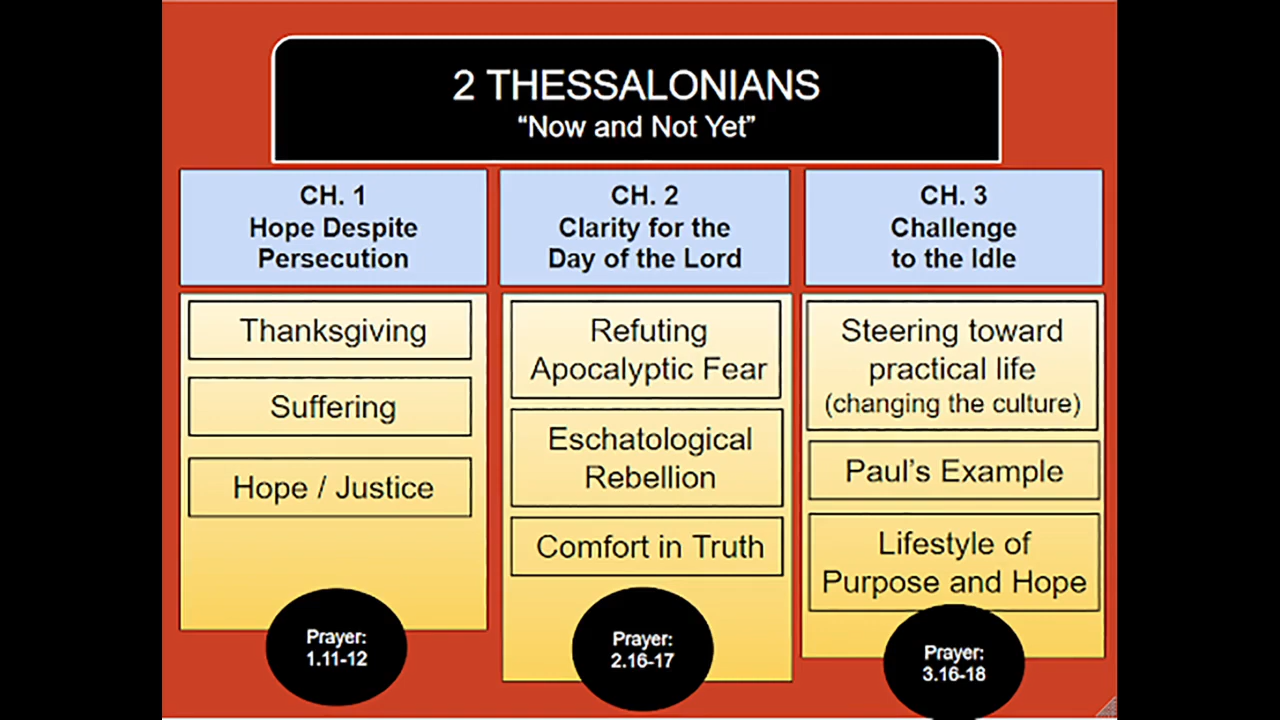 2 THESSALONIANS
“Now and Not Yet”
CH. 1
Hope Despite
Persecution
Thanksgiving
Suffering
Hope / Justice
Prayer:
1.11-12
CH. 2
Clarity for the
Day of the Lord
Refuting
Apocalyptic Fear
Eschatological
Rebellion
Comfort in Truth
Prayer:
2.16-17
CH. 3
Challenge
to the Idle
Steering toward
practical life
(changing the culture)
Paul’s Example
Lifestyle of
Purpose and Hope
Prayer:
3.16-18